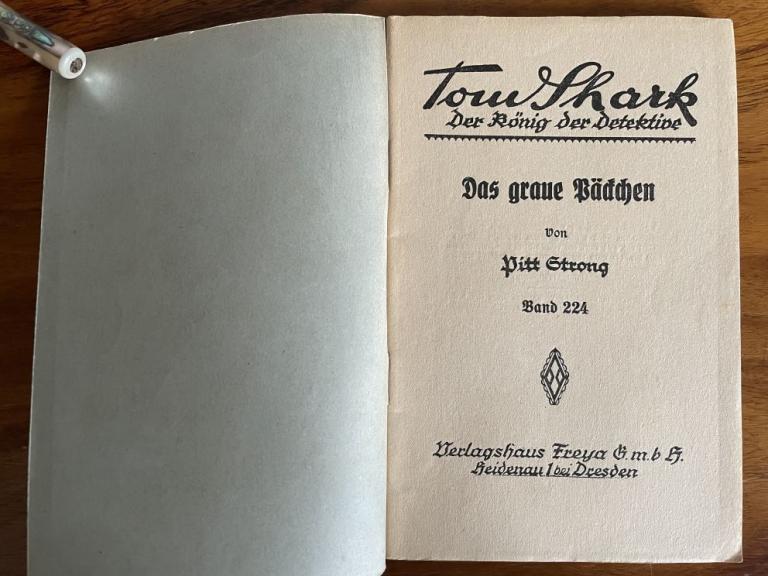 Tom Shark
Der König der Detektive
Das graue Päckchen
von
Pitt Strong
Band 224
Verlagshaus Freya G.m.b H.
Heidenau 1 bei Dresden